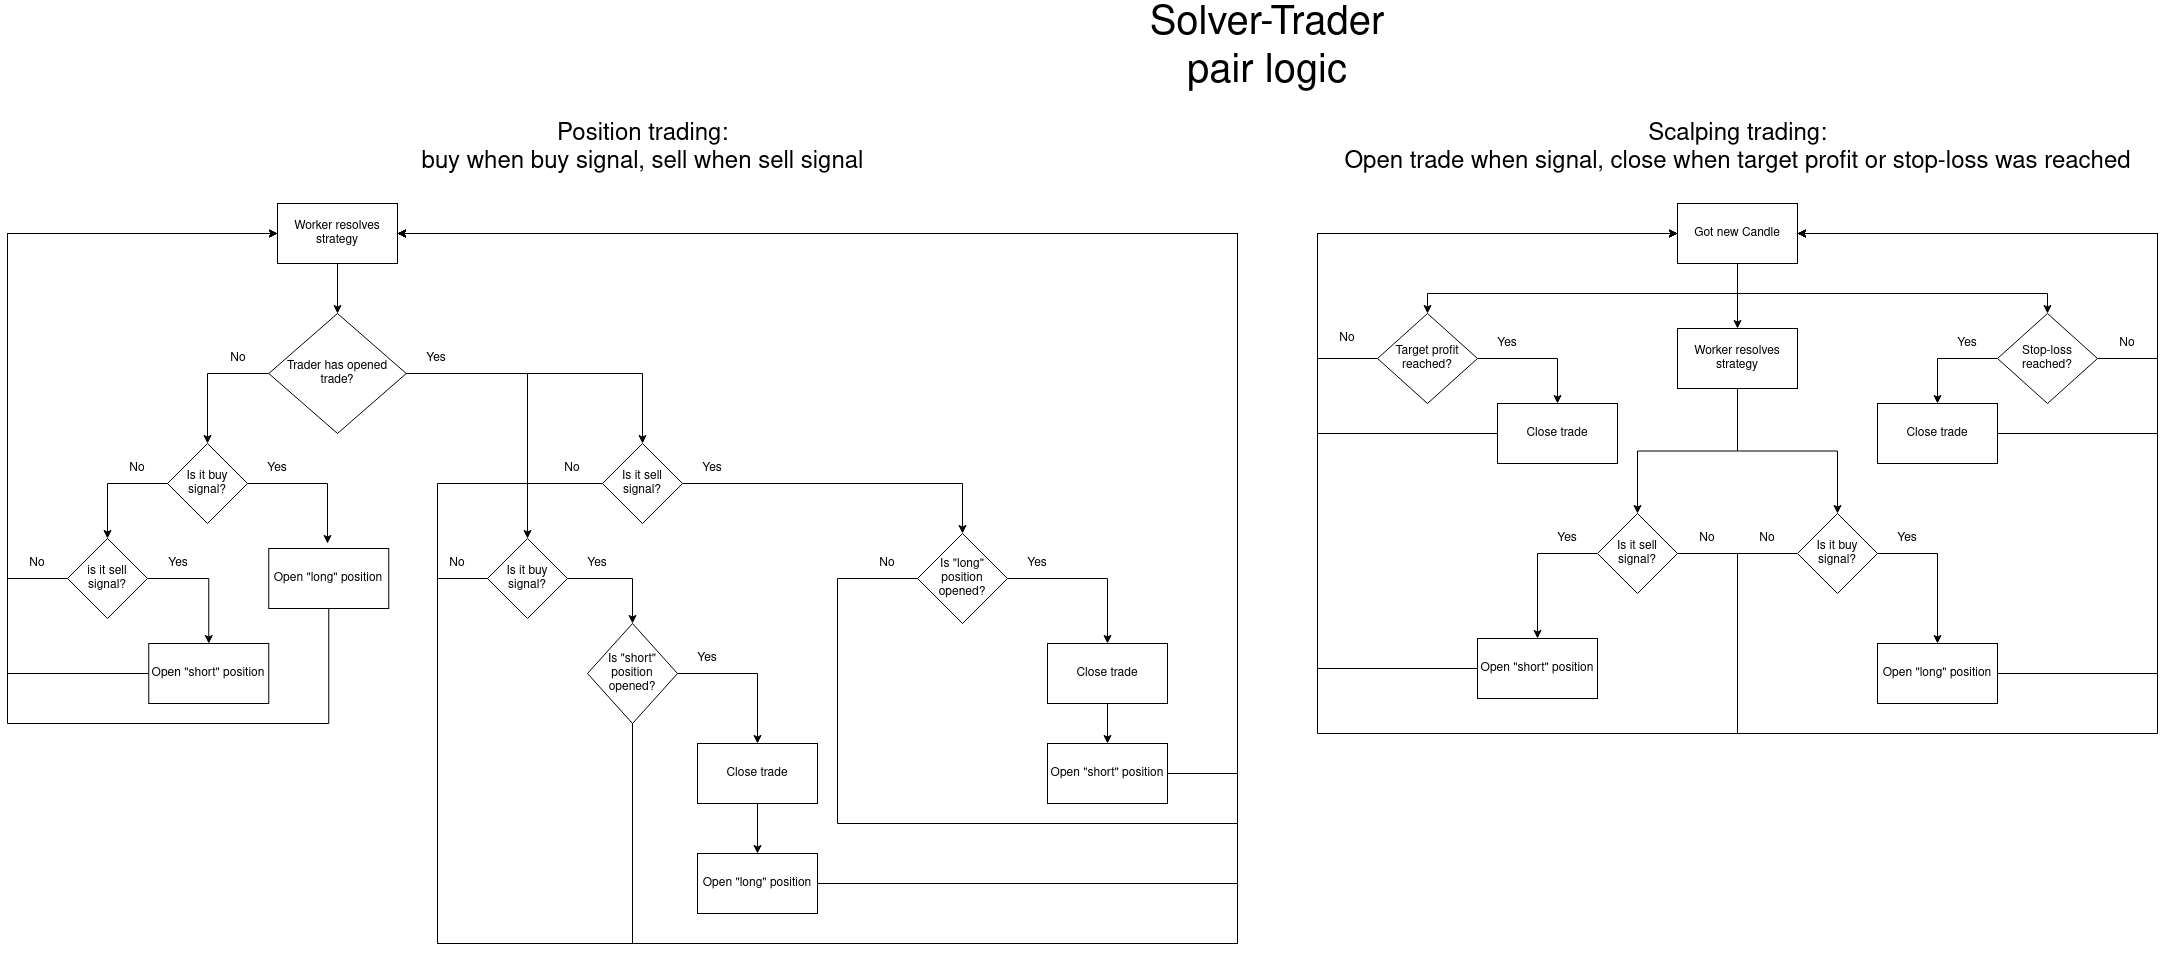 Solver-Trader
pair logic
Position trading:
buy when buy signal, sell when sell signal
Worker resolves
strategy
No
Yes
Trader has opened
trade?
No
Yes
Is it buy
signal?
No
Yes
Is it sell
signal?
No
Yes
is it sell
signal?
Open "long" position
No
Yes
Is it buy
signal?
No
Yes
Is "long"
position
opened?
Open "short" position
Yes
Is "short"
position
opened?
Close trade
Close trade
Open "short" position
Open "long" position
Scalping trading:
Open trade when signal, close when target profit or stop-loss was reached
Got new Candle
No
Yes
Target profit
reached?
Worker resolves
strategy
Yes
No
Stop-loss
reached?
Close trade
Close trade
Yes
No
Is it sell
signal?
No
Yes
Is it buy
signal?
Open "short" position
Open "long" position